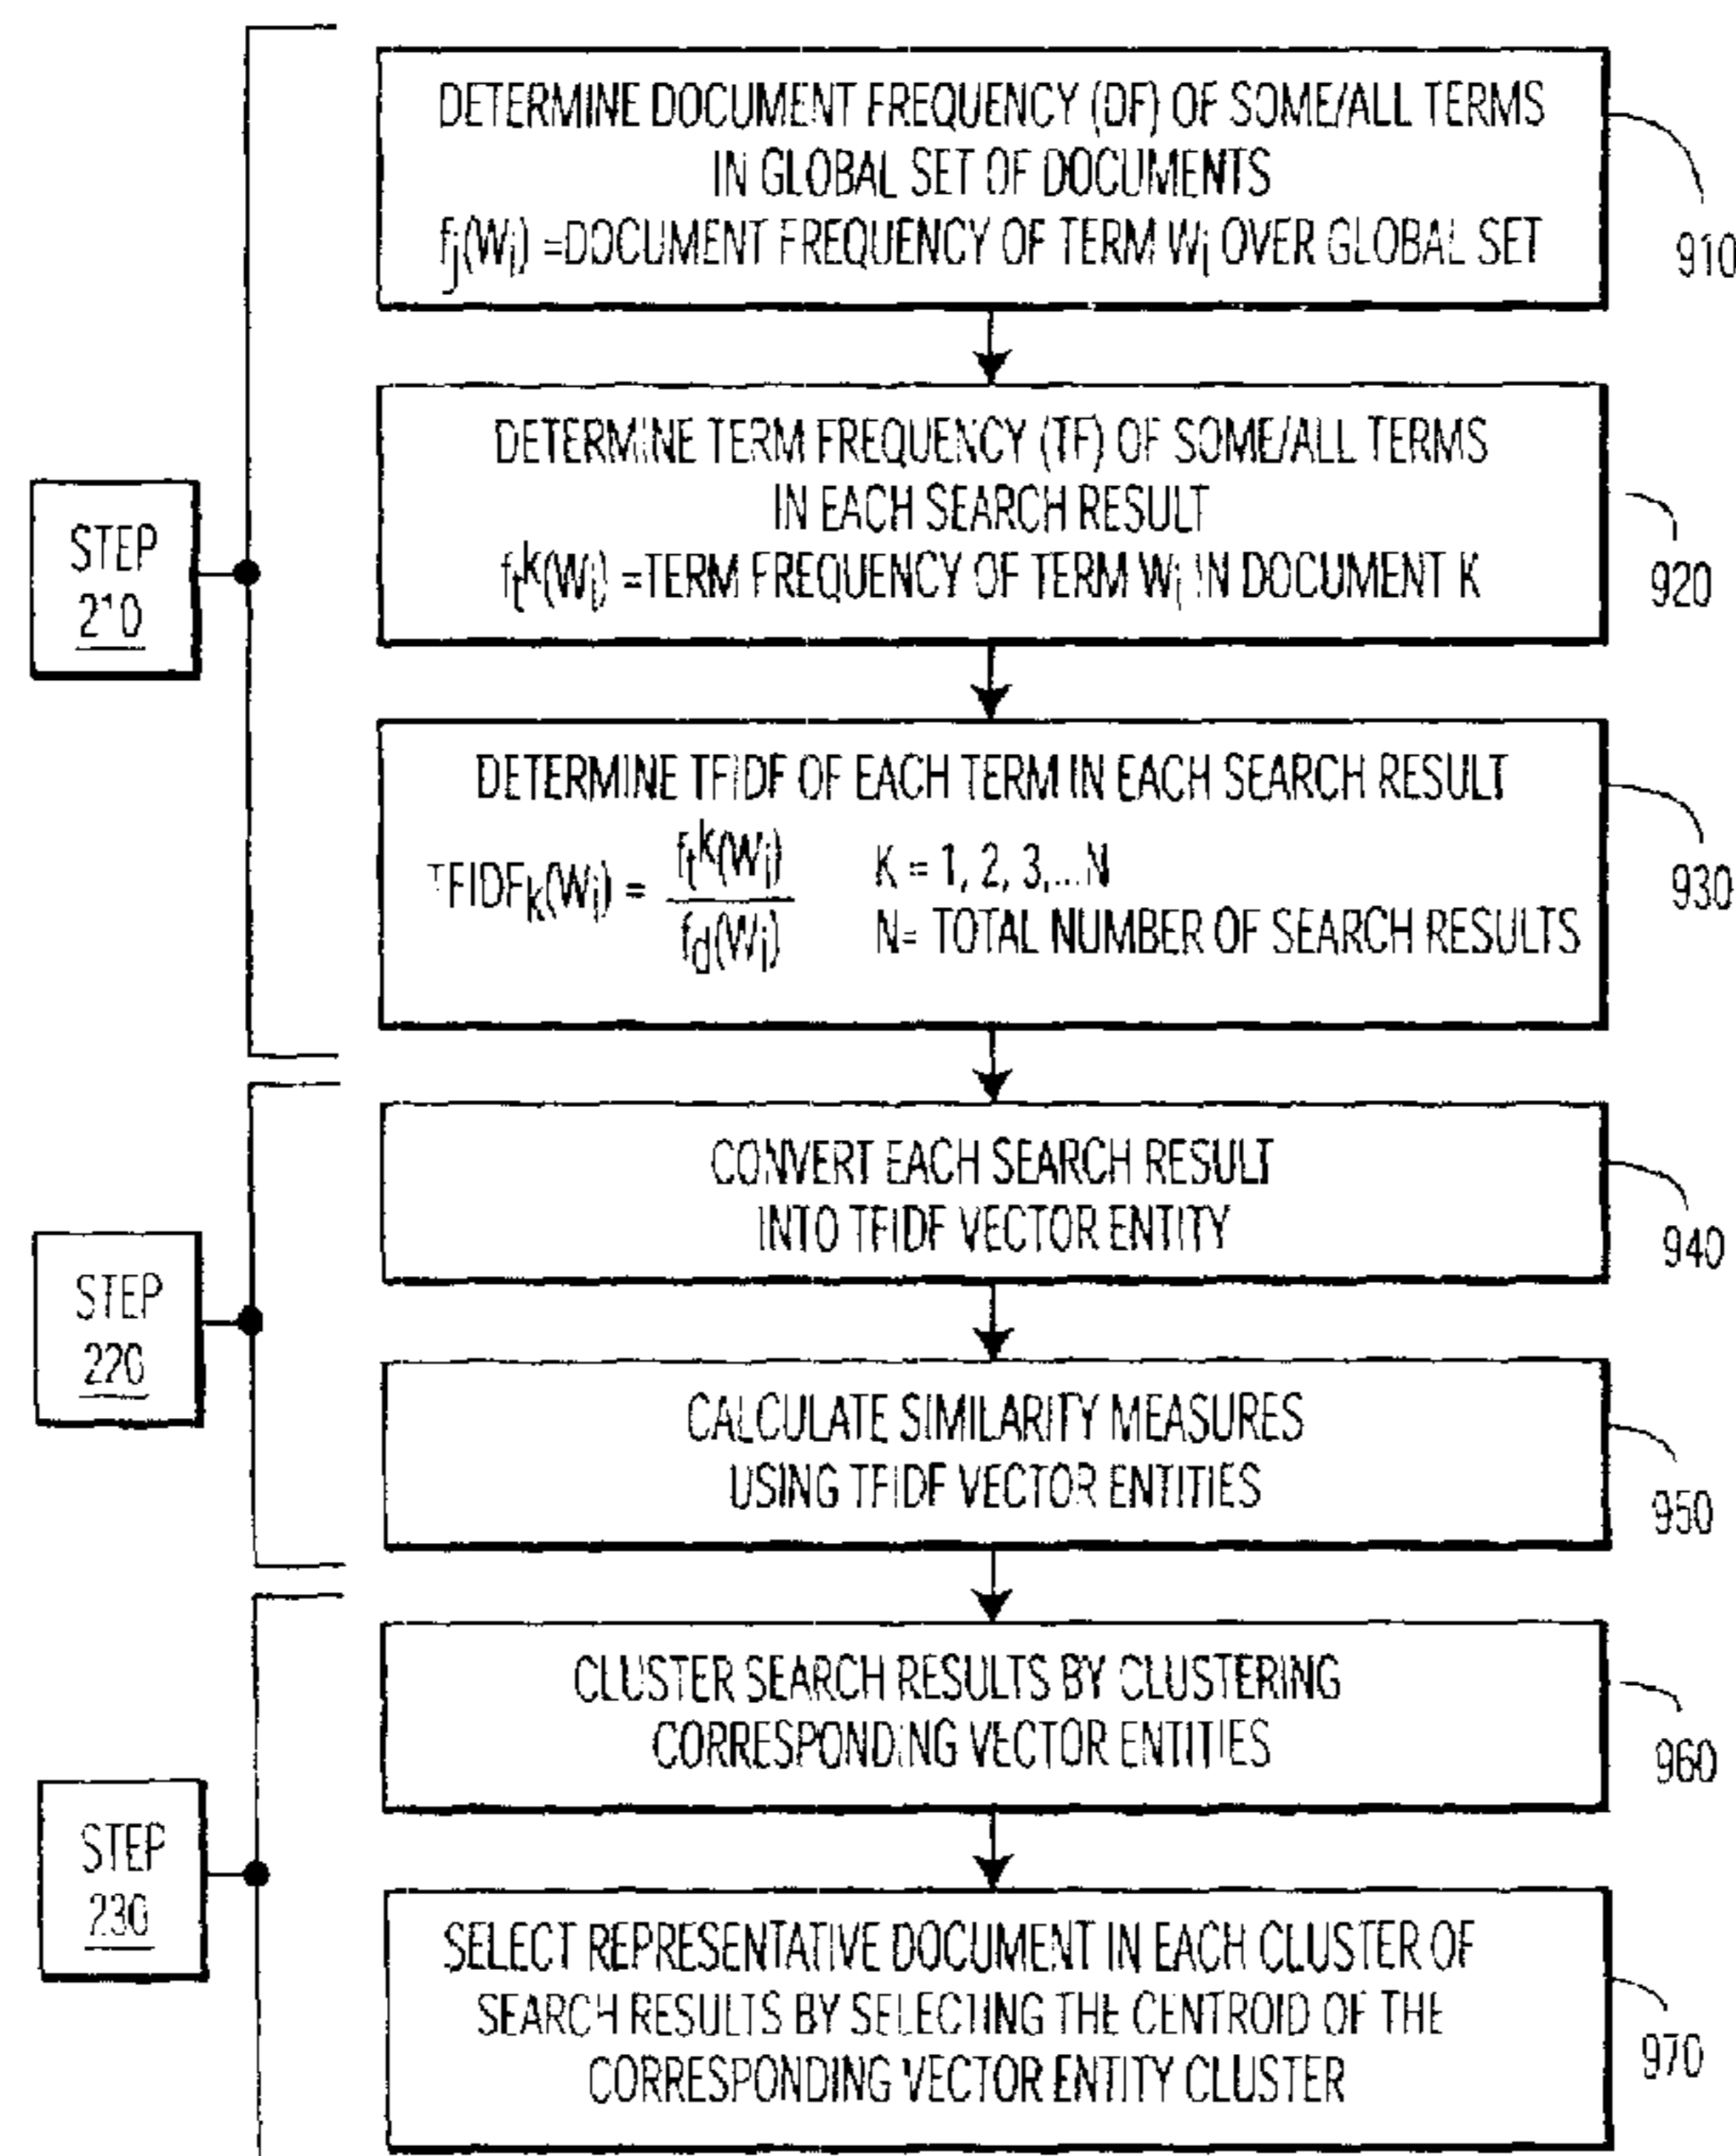 DETERMINE DOCUMENT FREQUENCY (DF) OF SOME/ALL TERMS
IN GLOBAL SET OF DOCUMENTS
fj(Wi) =DOCUMENT FREQUENCY OF TERM Wi OVER GLOBAL SET
910
DETERMINE TERM FREQUENCY (TF) OF SOME/ALL TERMS
IN EACH SEARCH RESULT
ftk(Wi) =TERM FREQUENCY OF TERM Wi IN DOCUMENT K
920
STEP
210
DETERMINE TFIDF OF EACH TERM IN EACH SEARCH RESULT
TFIDFk(Wi) = ftk(Wi) / fd(Wi)
K = 1, 2, 3,...N
N= TOTAL NUMBER OF SEARCH RESULTS
930
CONVERT EACH SEARCH RESULT
INTO TFIDF VECTOR ENTITY
940
STEP
220
CALCULATE SIMILARITY MEASURES
USING TFIDF VECTOR ENTITIES
950
CLUSTER SEARCH RESULTS BY CLUSTERING
CORRESPONDING VECTOR ENTITIES
960
STEP
230
SELECT REPRESENTATIVE DOCUMENT IN EACH CLUSTER OF
SEARCH RESULTS BY SELECTING THE CENTROID OF THE
CORRESPONDING VECTOR ENTITY CLUSTER
970